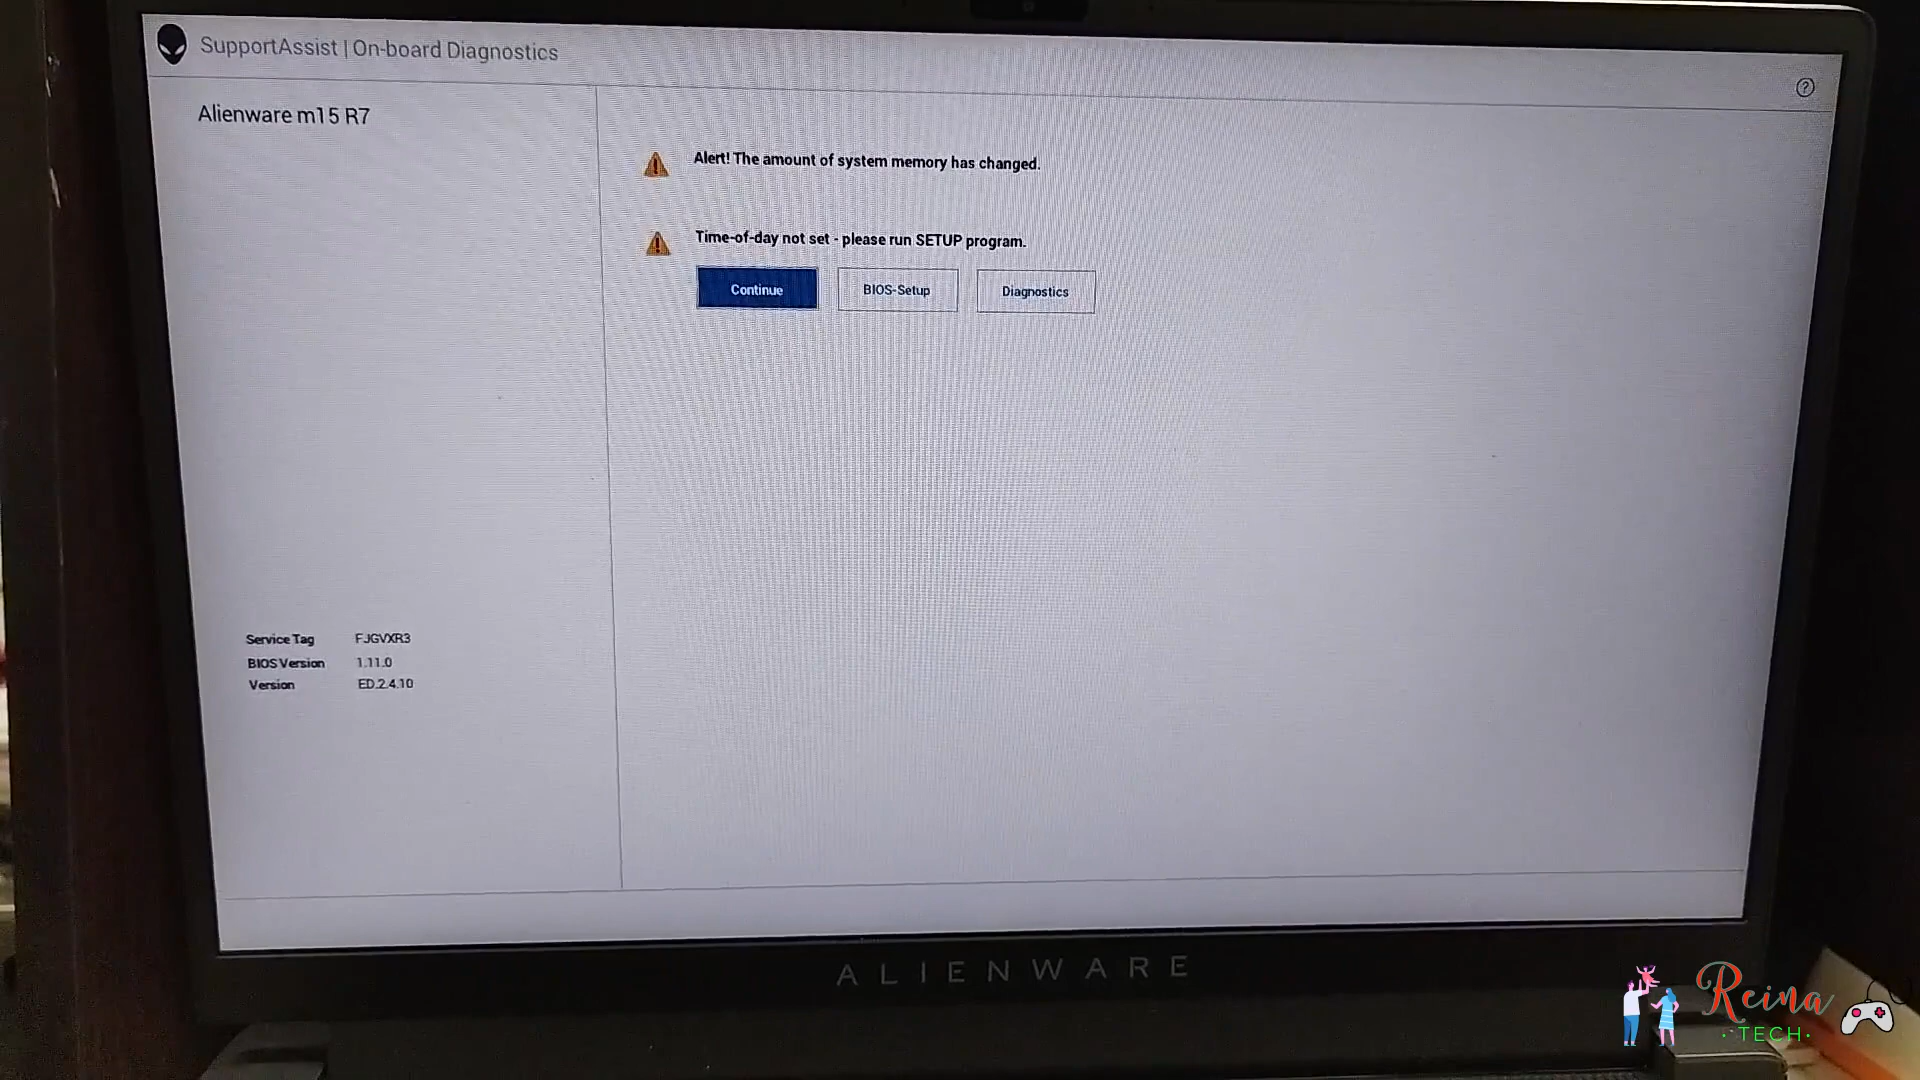 SupportAssist | On-board Diagnostics
Alienware m15 R7
Alert! The amount of system memory has changed.
Time-of-day not set - please run SETUP program.
Continue
BIOS-Setup
Diagnostics
Service Tag FJGVXR3
BIOS Version 1.11.0
Version ED.2.4.10
ALIENWARE
Reina
·TECH·